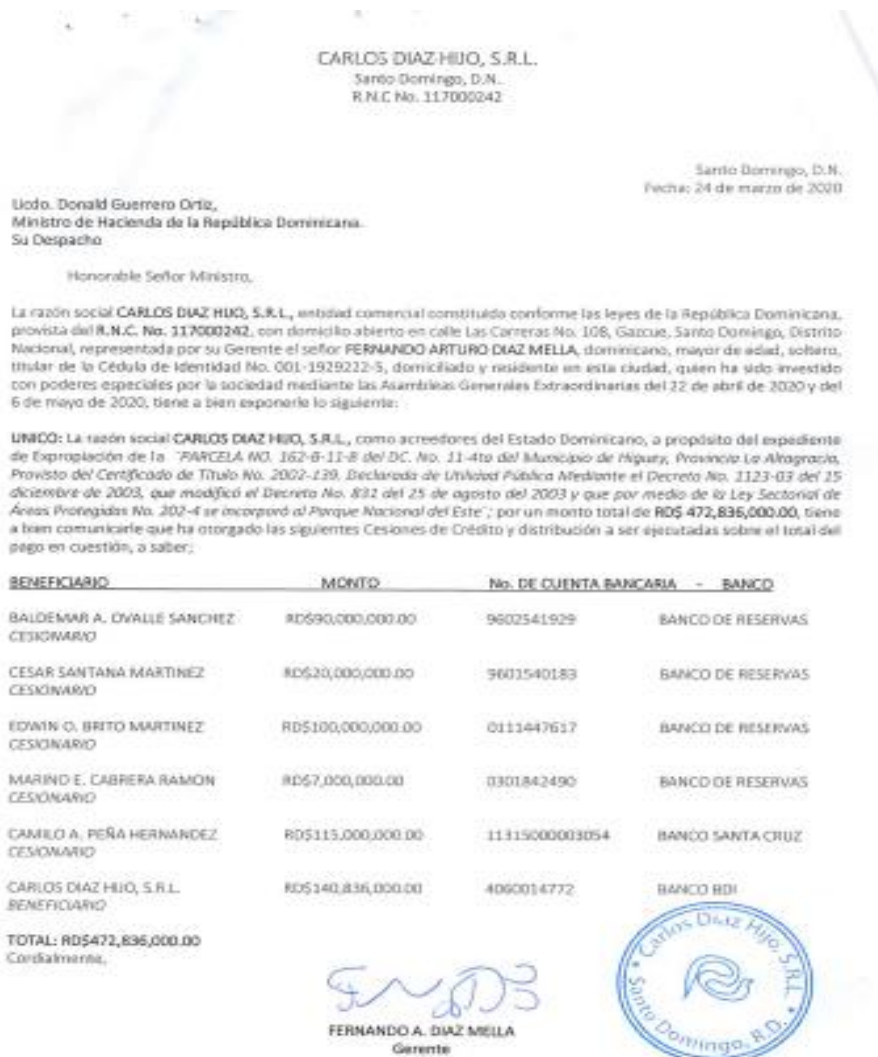 CARLOS DIAZ HIJO, S.R.L.
Santo Domingo, D.N.
R.N.C No. 117000242
Santo Domingo, D.N.
Fecha: 24 de marzo de 2020
Licdo. Donald Guerrero Ortiz,
Ministro de Hacienda de la República Dominicana.
Su Despacho
Honorable Señor Ministro,
La razón social CARLOS DIAZ HIJO, S.R.L., entidad comercial constituida conforme las leyes de la República Dominicana,
provista del R.N.C. No. 117000242, con domicilio abierto en calle Las Carreras No. 108, Gazcue, Santo Domingo, Distrito
Nacional, representada por su Gerente el señor FERNANDO ARTURO DIAZ MELLA, dominicano, mayor de edad, soltero,
titular de la Cédula de Identidad No. 001-1929222-5, domiciliado y residente en esta ciudad, quien ha sido investido
con poderes especiales por la sociedad mediante las Asambleas Generales Extraordinarias del 22 de abril de 2020 y del
6 de mayo de 2020, tiene a bien exponerle lo siguiente:
UNICO: La razón social CARLOS DIAZ HIJO, S.R.L., como acreedores del Estado Dominicano, a propósito del expediente
de Expropiación de la "PARCELA NO. 162-B-11-B del DC. No. 11-4ta del Municipio de Higuey, Provincia La Altagracia,
Provisto del Certificado de Título No. 2002-139, Declarada de Utilidad Pública Mediante el Decreto No. 1123-03 del 15
diciembre de 2003, que modificó el Decreto No. 831 del 25 de agosto del 2003 y que por medio de la Ley Sectorial de
Áreas Protegidas No. 202-4 se incorporó al Parque Nacional del Este"; por un monto total de RD$ 472,836,000.00, tiene
a bien comunicarle que ha otorgado las siguientes Cesiones de Crédito y distribución a ser ejecutadas sobre el total del
pago en cuestión, a saber;
BENEFICIARIO MONTO No. DE CUENTA BANCARIA - BANCO
BALDEMAR A. OVALLE SANCHEZ RD$90,000,000.00 9602541929 BANCO DE RESERVAS
CESIONARIO
CESAR SANTANA MARTINEZ RD$20,000,000.00 9601540183 BANCO DE RESERVAS
CESIONARIO
EDWIN O. BRITO MARTINEZ RD$100,000,000.00 0111447617 BANCO DE RESERVAS
CESIONARIO
MARINO E. CABRERA RAMON RD$7,000,000.00 0301842490 BANCO DE RESERVAS
CESIONARIO
CAMILO A. PEÑA HERNANDEZ RD$115,000,000.00 11315000003054 BANCO SANTA CRUZ
CESIONARIO
CARLOS DIAZ HIJO, S.R.L. RD$140,836,000.00 4060014772 BANCO BDI
BENEFICIARIO
TOTAL: RD$472,836,000.00
Cordialmente,
FERNANDO A. DIAZ MELLA
Gerente
Carlos Diaz Hijo, S.R.L.
Santo Domingo, R.D.